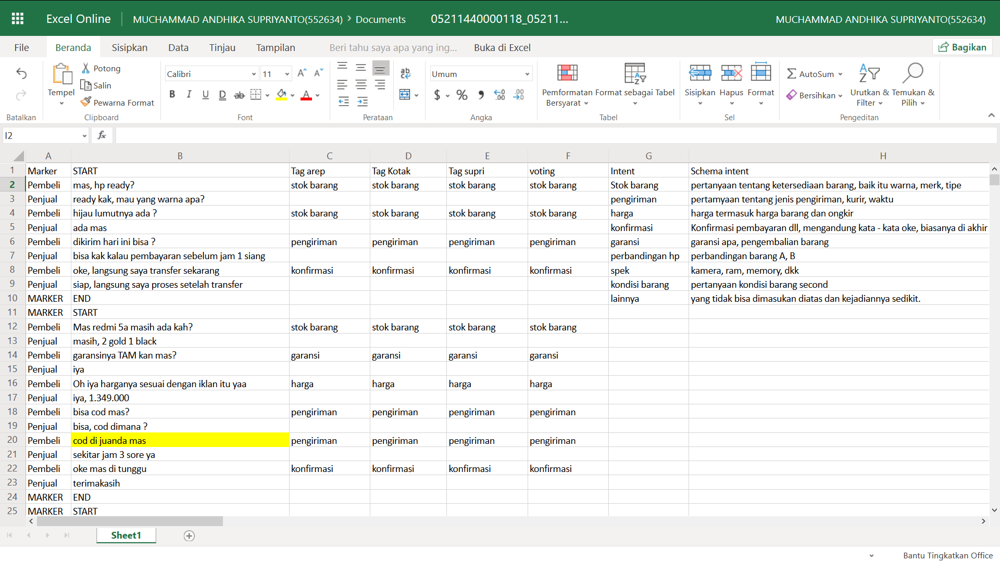 Excel Online MUCHAMMAD ANDHIKA SUPRIYANTO(552634) > Documents 05211440000118_05211... MUCHAMMAD ANDHIKA SUPRIYANTO(552634)
File Beranda Sisipkan Data Tinjau Tampilan Beri tahu saya apa yang ing... Buka di Excel Bagikan
Tempel Potong Salin Pewarna Format
Calibri 11
B I U D ab A
ab c
Umum
$ %
Pemformatan Bersyarat Format sebagai Tabel
Sisipkan Hapus Format
AutoSum Bersihkan Urutkan & Filter Temukan & Pilih
Batalkan Clipboard Font Perataan Angka Tabel Sel Pengeditan
I2 fx
A B C D E F G H
1 Marker START Tag arep Tag Kotak Tag supri voting Intent Schema intent
2 Pembeli mas, hp ready? stok barang stok barang stok barang stok barang Stok barang pertanyaan tentang ketersediaan barang, baik itu warna, merk, tipe
3 Penjual ready kak, mau yang warna apa? pengiriman pertamyaan tentang jenis pengiriman, kurir, waktu
4 Pembeli hijau lumutnya ada ? stok barang stok barang stok barang stok barang harga harga termasuk harga barang dan ongkir
5 Penjual ada mas konfirmasi Konfirmasi pembayaran dll, mengandung kata - kata oke, biasanya di akhir
6 Pembeli dikirim hari ini bisa ? pengiriman pengiriman pengiriman pengiriman garansi garansi apa, pengembalian barang
7 Penjual bisa kak kalau pembayaran sebelum jam 1 siang perbandingan hp perbandingan barang A, B
8 Pembeli oke, langsung saya transfer sekarang konfirmasi konfirmasi konfirmasi konfirmasi spek kamera, ram, memory, dkk
9 Penjual siap, langsung saya proses setelah transfer kondisi barang pertanyaan kondisi barang second
10 MARKER END lainnya yang tidak bisa dimasukan diatas dan kejadiannya sedikit.
11 MARKER START
12 Pembeli Mas redmi 5a masih ada kah? stok barang stok barang stok barang stok barang
13 Penjual masih, 2 gold 1 black
14 Pembeli garansinya TAM kan mas? garansi garansi garansi garansi
15 Penjual iya
16 Pembeli Oh iya harganya sesuai dengan iklan itu yaa harga harga harga harga
17 Penjual iya, 1.349.000
18 Pembeli bisa cod mas? pengiriman pengiriman pengiriman pengiriman
19 Penjual bisa, cod dimana ?
20 Pembeli cod di juanda mas pengiriman pengiriman pengiriman pengiriman
21 Penjual sekitar jam 3 sore ya
22 Pembeli oke mas di tunggu konfirmasi konfirmasi konfirmasi konfirmasi
23 Penjual terimakasih
24 MARKER END
25 MARKER START
Sheet1
Bantu Tingkatkan Office